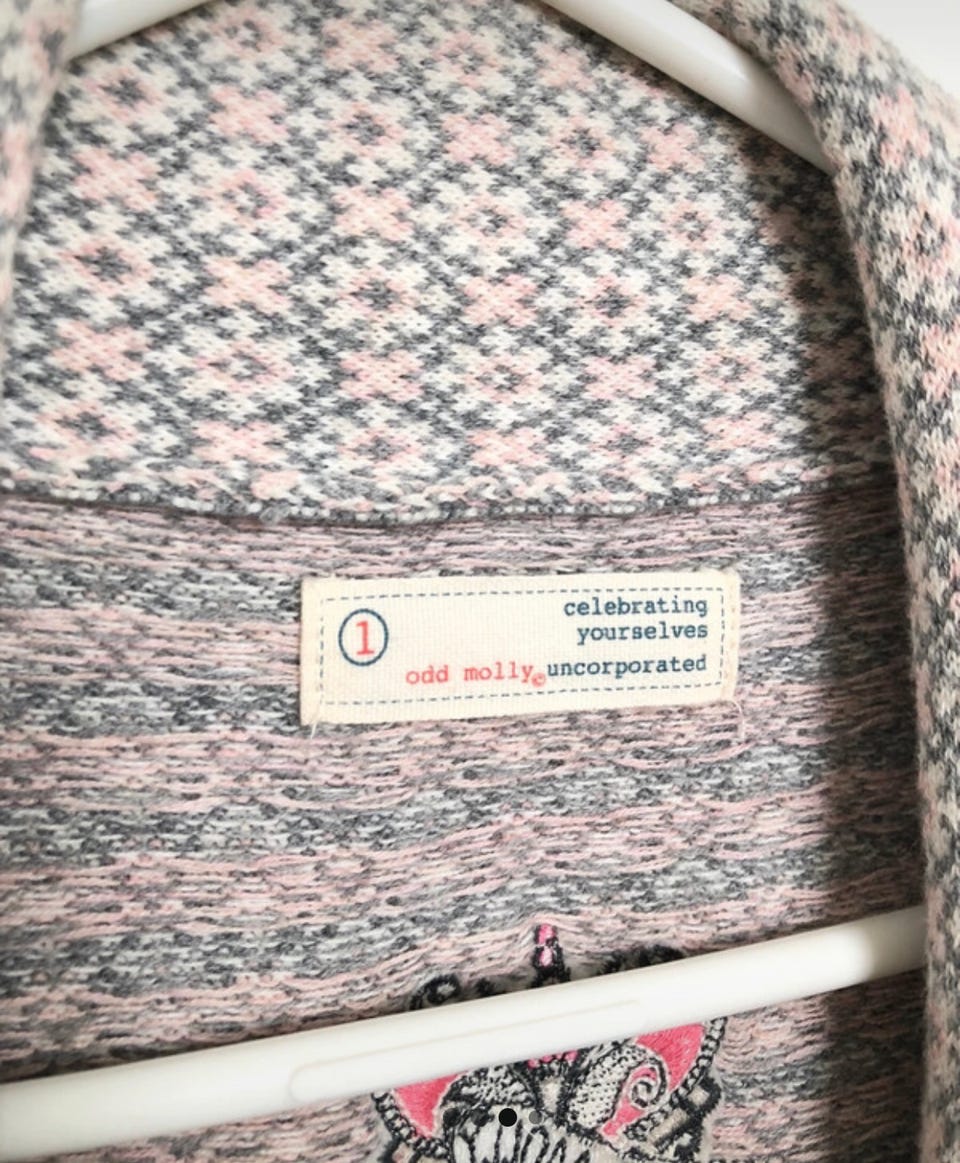 1
celebrating
yourselves
odd molly©uncorporated